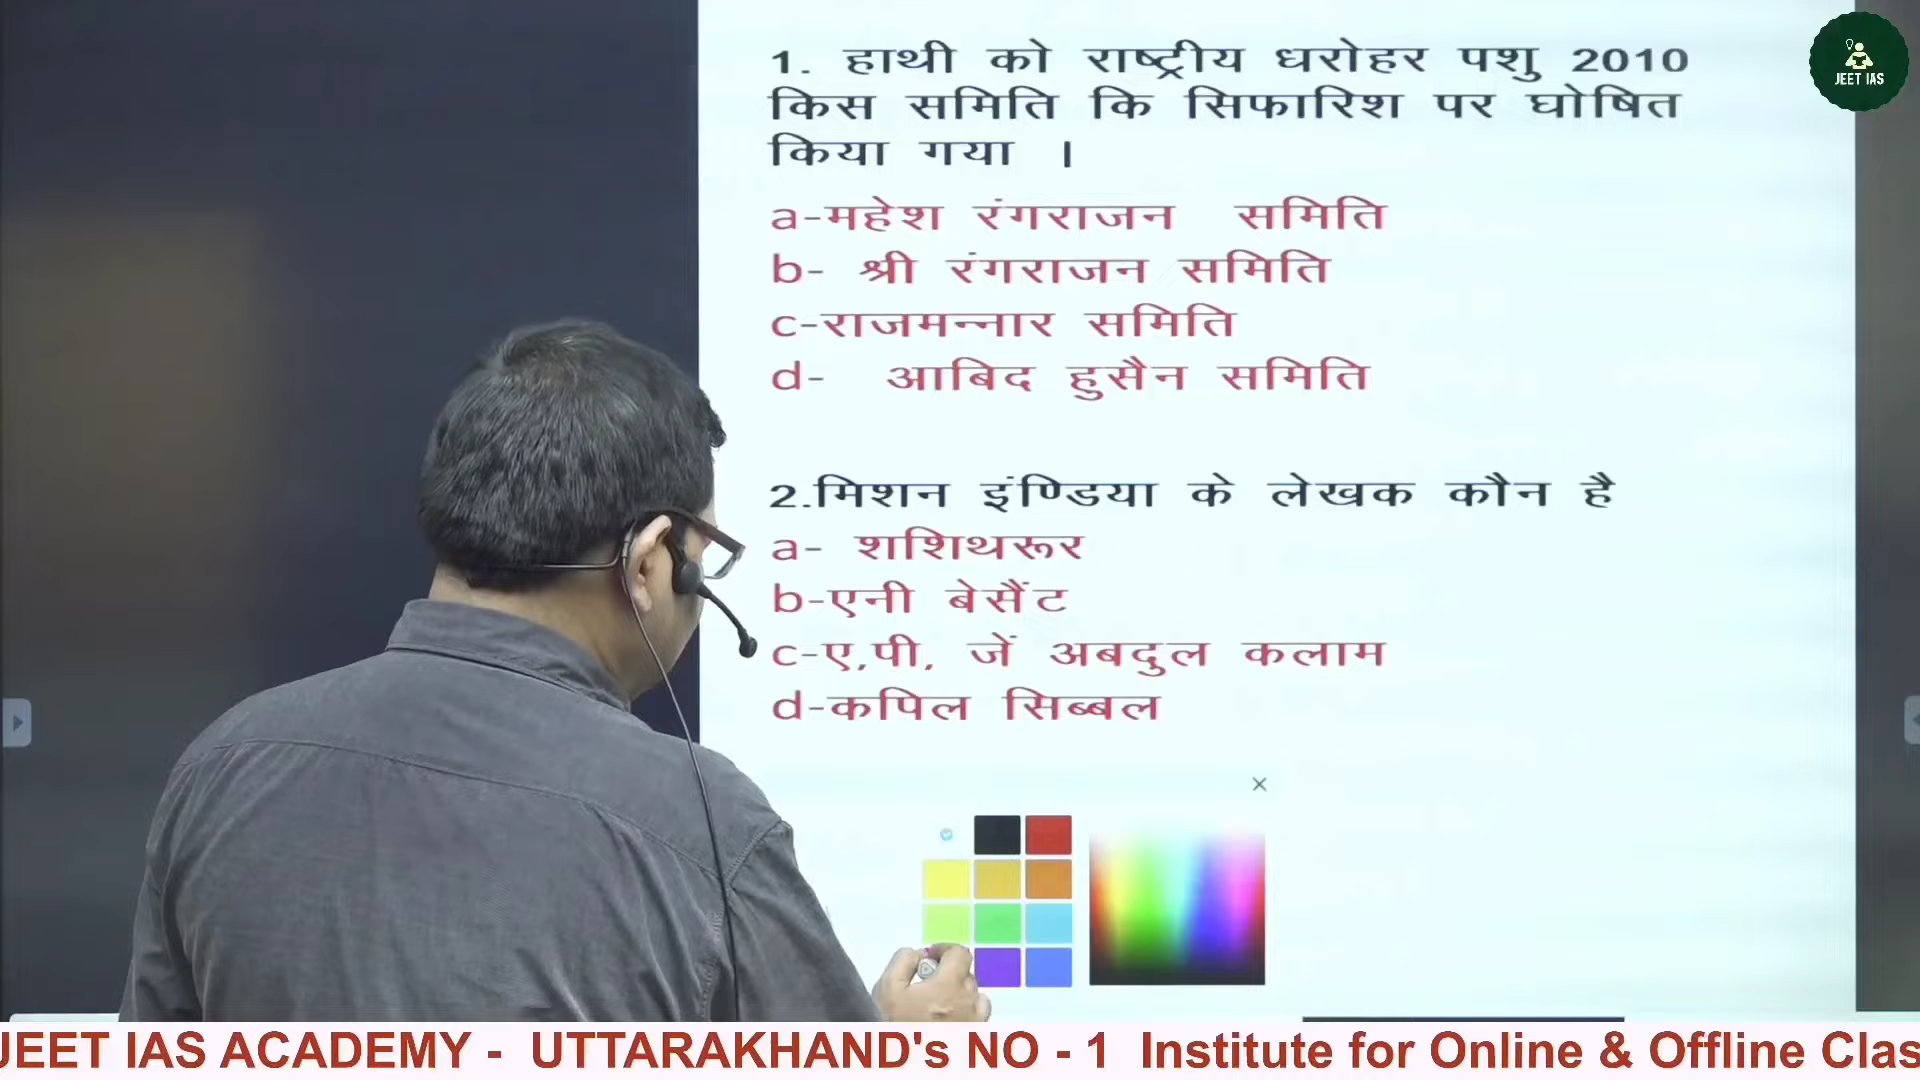 1. हाथी को राष्ट्रीय धरोहर पशु 2010
किस समिति कि सिफारिश पर घोषित
किया गया ।
a-महेश रंगराजन समिति
b- श्री रंगराजन समिति
c-राजमन्नार समिति
d- आबिद हुसैन समिति
2.मिशन इंण्डिया के लेखक कौन है
a- शशिथरूर
b-एनी बेसैंट
c-ए,पी, जें अबदुल कलाम
d-कपिल सिब्बल
JEET IAS
JEET IAS ACADEMY - UTTARAKHAND's NO - 1 Institute for Online & Offline Clas